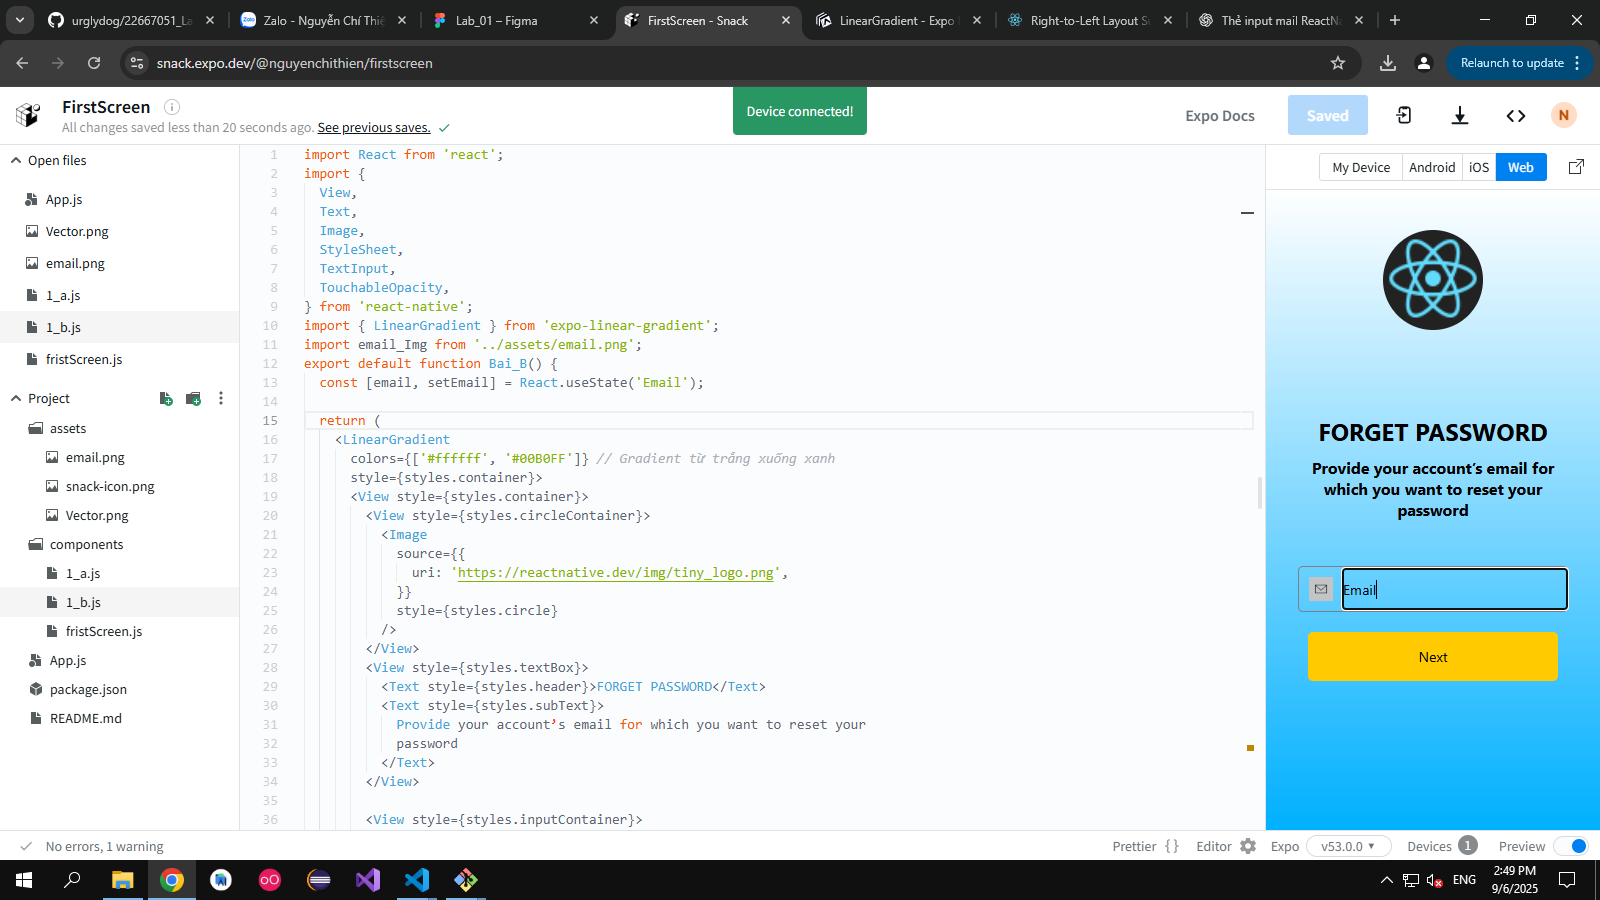 urglydog/22667051_La
Zalo - Nguyễn Chí Thiê
Lab_01 – Figma
FirstScreen - Snack
LinearGradient - Expo
Right-to-Left Layout Su
Thẻ input mail ReactNa
snack.expo.dev/@nguyenchithien/firstscreen
Relaunch to update
FirstScreen
All changes saved less than 20 seconds ago. See previous saves.
Device connected!
Expo Docs
Saved
N
Open files
App.js
Vector.png
email.png
1_a.js
1_b.js
fristScreen.js
Project
assets
email.png
snack-icon.png
Vector.png
components
1_a.js
1_b.js
fristScreen.js
App.js
package.json
README.md
1 import React from 'react';
2 import {
3 View,
4 Text,
5 Image,
6 StyleSheet,
7 TextInput,
8 TouchableOpacity,
9 } from 'react-native';
10 import { LinearGradient } from 'expo-linear-gradient';
11 import email_Img from '../assets/email.png';
12 export default function Bai_B() {
13 const [email, setEmail] = React.useState('Email');
14
15 return (
16 <LinearGradient
17 colors={['#ffffff', '#00B0FF']} // Gradient từ trắng xuống xanh
18 style={styles.container}>
19 <View style={styles.container}>
20 <View style={styles.circleContainer}>
21 <Image
22 source={{
23 uri: 'https://reactnative.dev/img/tiny_logo.png',
24 }}
25 style={styles.circle}
26 />
27 </View>
28 <View style={styles.textBox}>
29 <Text style={styles.header}>FORGET PASSWORD</Text>
30 <Text style={styles.subText}>
31 Provide your account’s email for which you want to reset your
32 password
33 </Text>
34 </View>
35
36 <View style={styles.inputContainer}>
My Device
Android
iOS
Web
FORGET PASSWORD
Provide your account’s email for
which you want to reset your
password
Email
Next
No errors, 1 warning
Prettier { }
Editor
Expo
v53.0.0
Devices 1
Preview
ENG
2:49 PM
9/6/2025